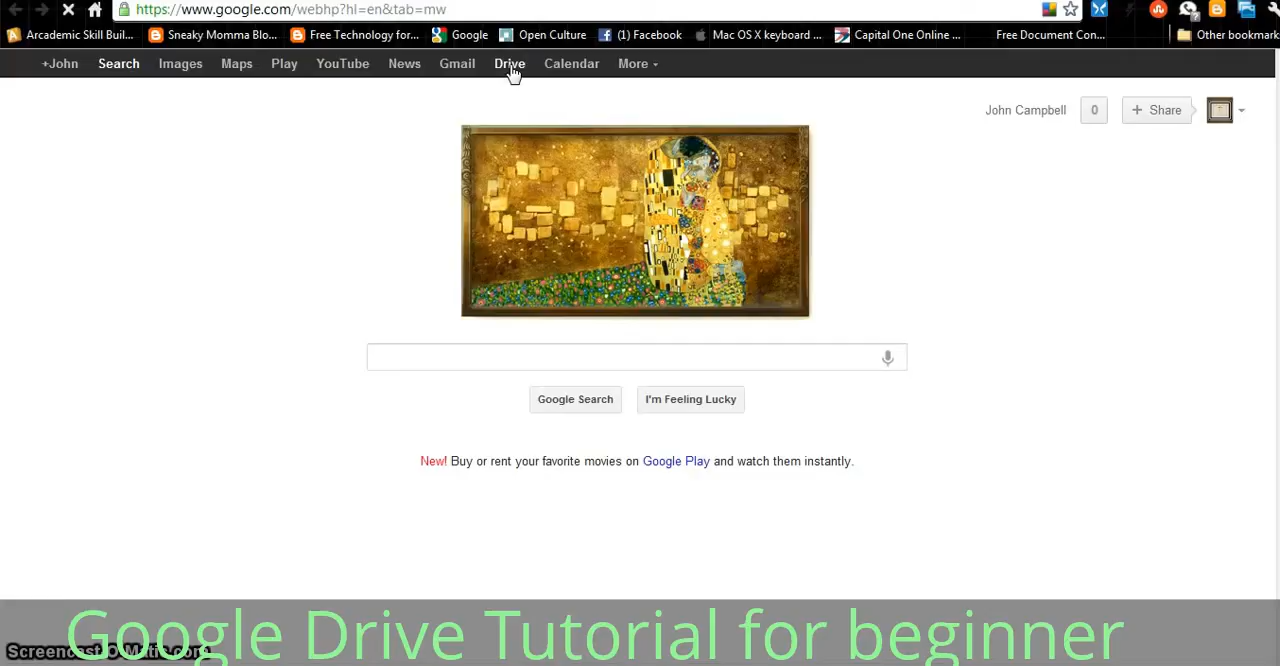 https://www.google.com/webhp?hl=en&tab=mw
Arcademic Skill Buil... Sneaky Momma Blo... Free Technology for... Google Open Culture (1) Facebook Mac OS X keyboard ... Capital One Online ... Free Document Con... Other bookmark
+John Search Images Maps Play YouTube News Gmail Drive Calendar More
John Campbell 0 + Share
Google Search I'm Feeling Lucky
New! Buy or rent your favorite movies on Google Play and watch them instantly.
Google Drive Tutorial for beginner
Screencast-O-Matic.com